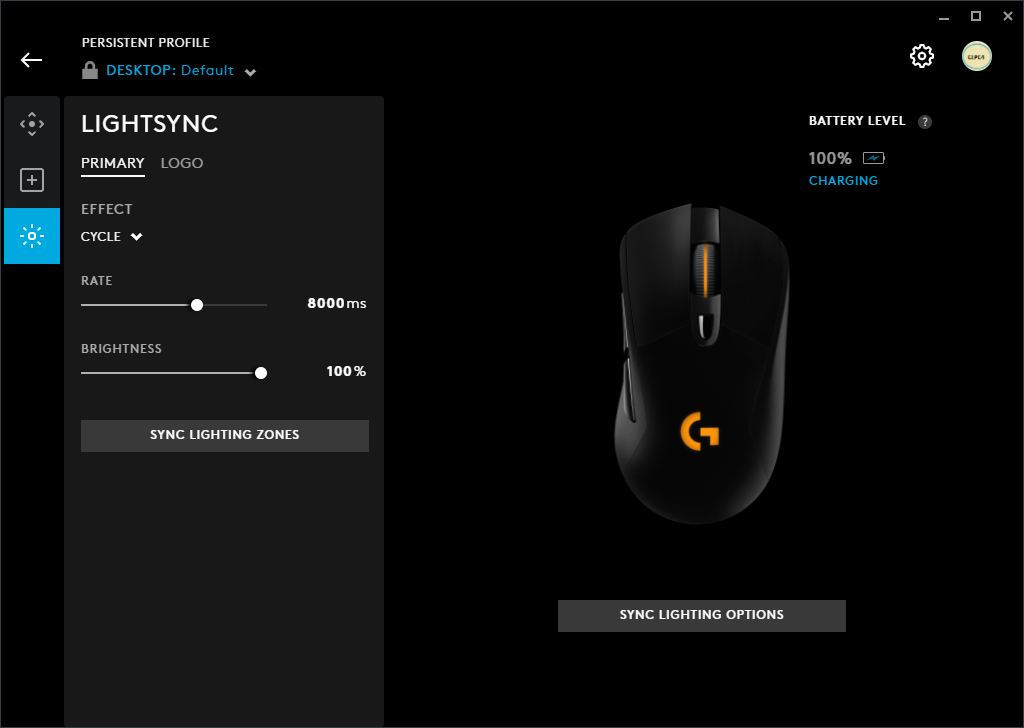 PERSISTENT PROFILE
DESKTOP: Default
LIGHTSYNC
PRIMARY LOGO
EFFECT
CYCLE
RATE
8000ms
BRIGHTNESS
100%
SYNC LIGHTING ZONES
BATTERY LEVEL ?
100%
CHARGING
G
SYNC LIGHTING OPTIONS